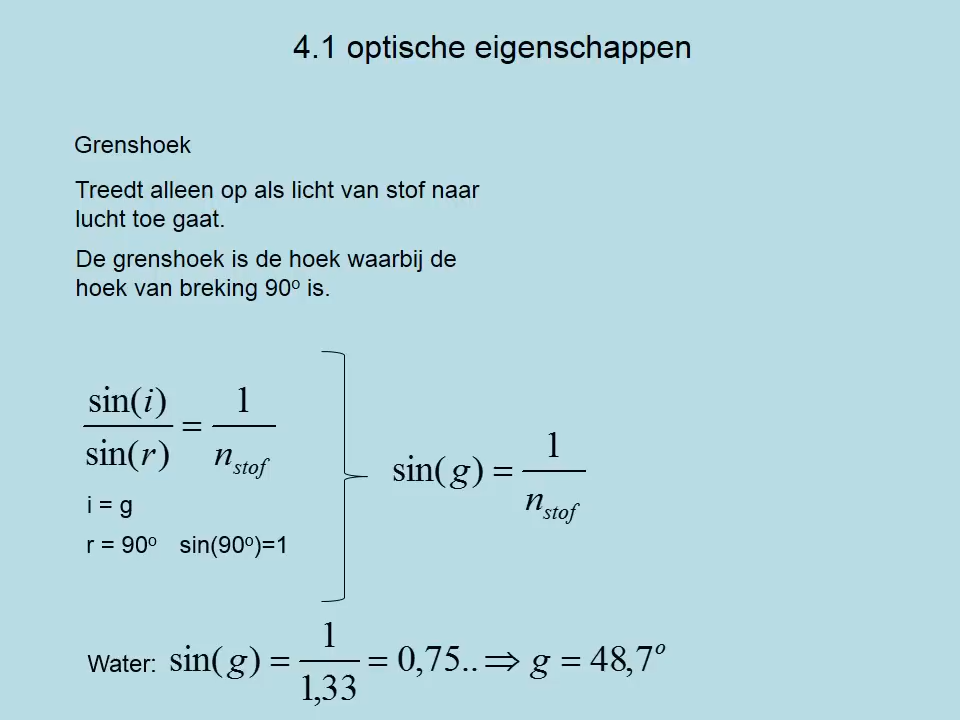 4.1 optische eigenschappen
Grenshoek
Treedt alleen op als licht van stof naar
lucht toe gaat.
De grenshoek is de hoek waarbij de
hoek van breking 90° is.
sin(i)/sin(r) = 1/n_stof
i = g
r = 90° sin(90°)=1
sin(g) = 1/n_stof
Water: sin(g) = 1/1,33 = 0,75.. ⇒ g = 48,7°